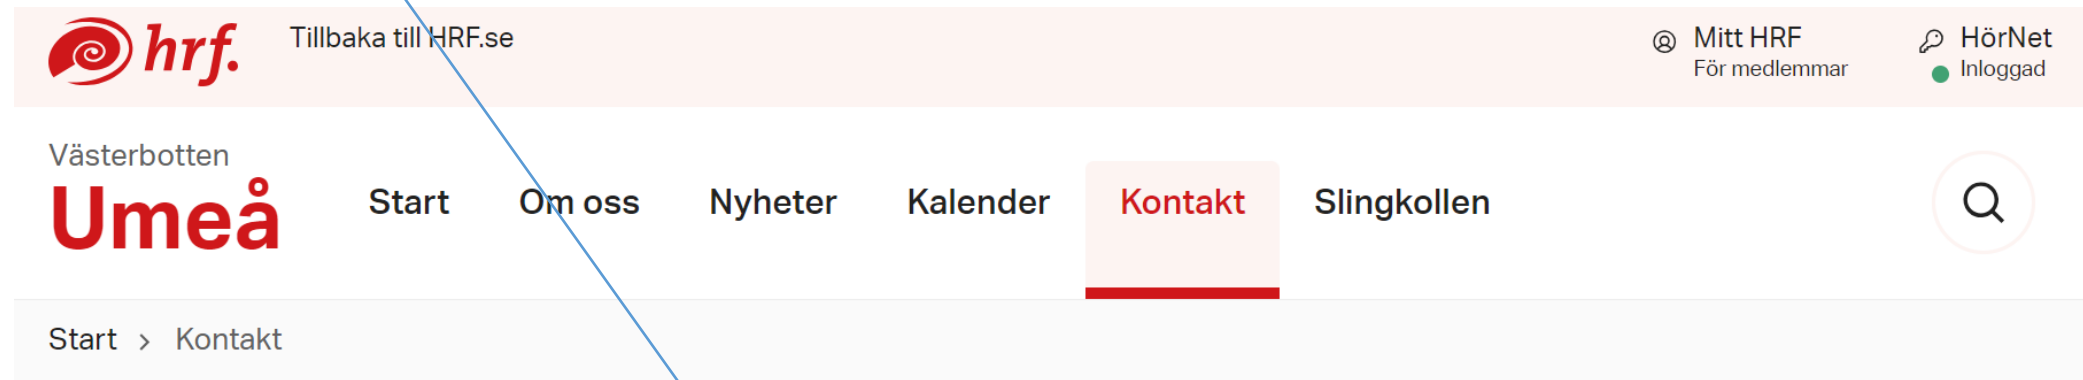 hrf.
Tillbaka till HRF.se
Mitt HRF
För medlemmar
HörNet
Inloggad
Västerbotten
Umeå
Start
Om oss
Nyheter
Kalender
Kontakt
Slingkollen
Start > Kontakt